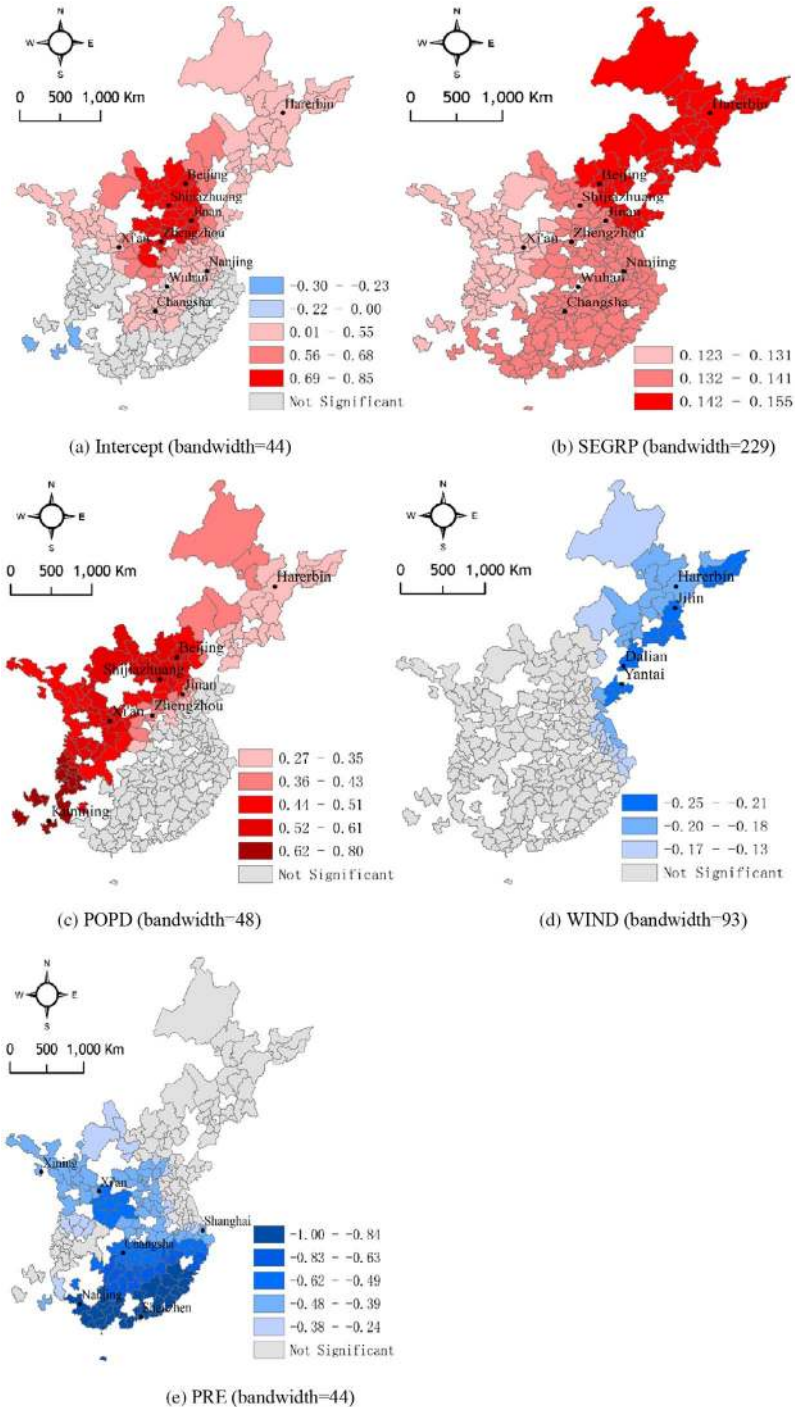 N
W E
S
0 500 1,000 Km
Harerbin
Beijing
Shijiazhuang
Jinan
Xi'an
Zhengzhou
Nanjing
Wuhan
Changsha
-0.30 - -0.23
-0.22 - 0.00
0.01 - 0.55
0.56 - 0.68
0.69 - 0.85
Not Significant
(a) Intercept (bandwidth=44)
N
W E
S
0 500 1,000 Km
Harerbin
Beijing
Shijiazhuang
Jinan
Zhengzhou
Xi'an
Nanjing
Wuhan
Changsha
0.123 - 0.131
0.132 - 0.141
0.142 - 0.155
(b) SEGRP (bandwidth=229)
N
W E
S
0 500 1,000 Km
Harerbin
Beijing
Shijiazhuang
Jinan
Zhengzhou
Xi'an
Kunming
0.27 - 0.35
0.36 - 0.43
0.44 - 0.51
0.52 - 0.61
0.62 - 0.80
Not Significant
(c) POPD (bandwidth=48)
N
W E
S
0 500 1,000 Km
Harerbin
Jilin
Dalian
Yantai
-0.25 - -0.21
-0.20 - -0.18
-0.17 - -0.13
Not Significant
(d) WIND (bandwidth=93)
N
W E
S
0 500 1,000 Km
Xining
Xi'an
Shanghai
Changsha
Nanning
Shenzhen
-1.00 - -0.84
-0.83 - -0.63
-0.62 - -0.49
-0.48 - -0.39
-0.38 - -0.24
Not Significant
(e) PRE (bandwidth=44)